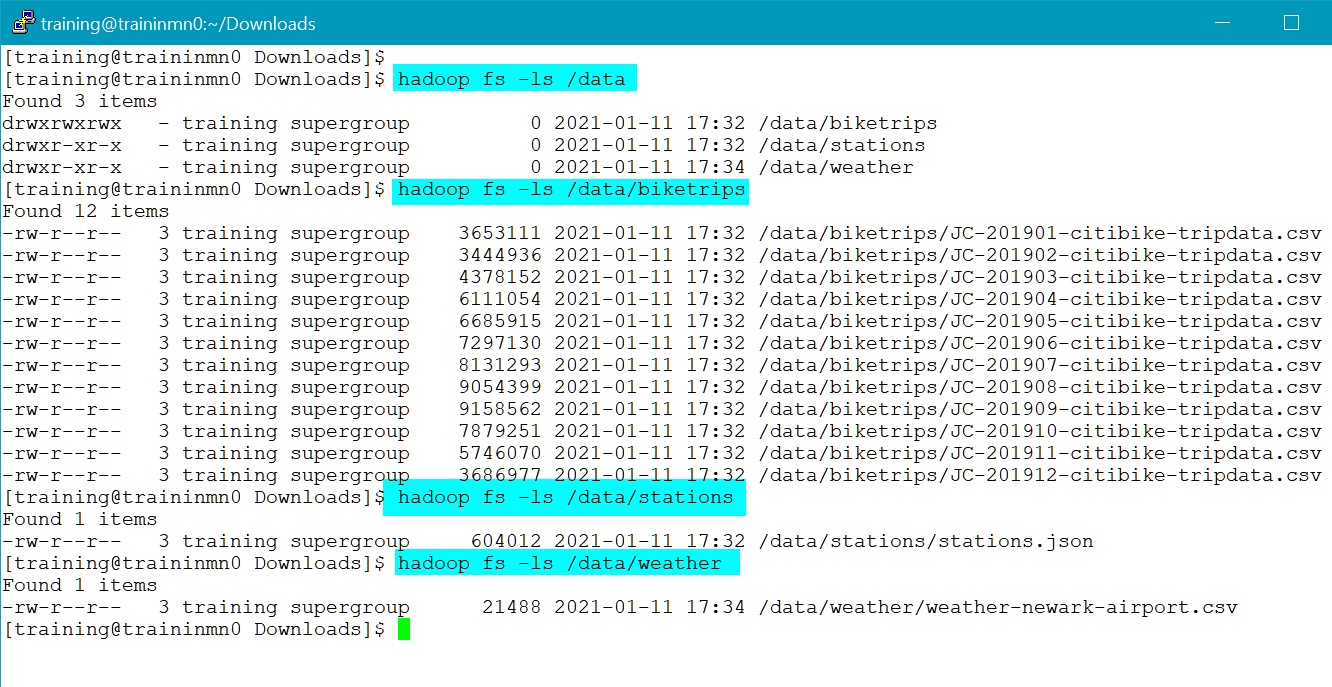 training@traininmn0:~/Downloads
[training@traininmn0 Downloads]$
[training@traininmn0 Downloads]$ hadoop fs -ls /data
Found 3 items
drwxrwxrwx   - training supergroup          0 2021-01-11 17:32 /data/biketrips
drwxr-xr-x   - training supergroup          0 2021-01-11 17:32 /data/stations
drwxr-xr-x   - training supergroup          0 2021-01-11 17:34 /data/weather
[training@traininmn0 Downloads]$ hadoop fs -ls /data/biketrips
Found 12 items
-rw-r--r--   3 training supergroup    3653111 2021-01-11 17:32 /data/biketrips/JC-201901-citibike-tripdata.csv
-rw-r--r--   3 training supergroup    3444936 2021-01-11 17:32 /data/biketrips/JC-201902-citibike-tripdata.csv
-rw-r--r--   3 training supergroup    4378152 2021-01-11 17:32 /data/biketrips/JC-201903-citibike-tripdata.csv
-rw-r--r--   3 training supergroup    6111054 2021-01-11 17:32 /data/biketrips/JC-201904-citibike-tripdata.csv
-rw-r--r--   3 training supergroup    6685915 2021-01-11 17:32 /data/biketrips/JC-201905-citibike-tripdata.csv
-rw-r--r--   3 training supergroup    7297130 2021-01-11 17:32 /data/biketrips/JC-201906-citibike-tripdata.csv
-rw-r--r--   3 training supergroup    8131293 2021-01-11 17:32 /data/biketrips/JC-201907-citibike-tripdata.csv
-rw-r--r--   3 training supergroup    9054399 2021-01-11 17:32 /data/biketrips/JC-201908-citibike-tripdata.csv
-rw-r--r--   3 training supergroup    9158562 2021-01-11 17:32 /data/biketrips/JC-201909-citibike-tripdata.csv
-rw-r--r--   3 training supergroup    7879251 2021-01-11 17:32 /data/biketrips/JC-201910-citibike-tripdata.csv
-rw-r--r--   3 training supergroup    5746070 2021-01-11 17:32 /data/biketrips/JC-201911-citibike-tripdata.csv
-rw-r--r--   3 training supergroup    3686977 2021-01-11 17:32 /data/biketrips/JC-201912-citibike-tripdata.csv
[training@traininmn0 Downloads]$ hadoop fs -ls /data/stations
Found 1 items
-rw-r--r--   3 training supergroup     604012 2021-01-11 17:32 /data/stations/stations.json
[training@traininmn0 Downloads]$ hadoop fs -ls /data/weather
Found 1 items
-rw-r--r--   3 training supergroup      21488 2021-01-11 17:34 /data/weather/weather-newark-airport.csv
[training@traininmn0 Downloads]$